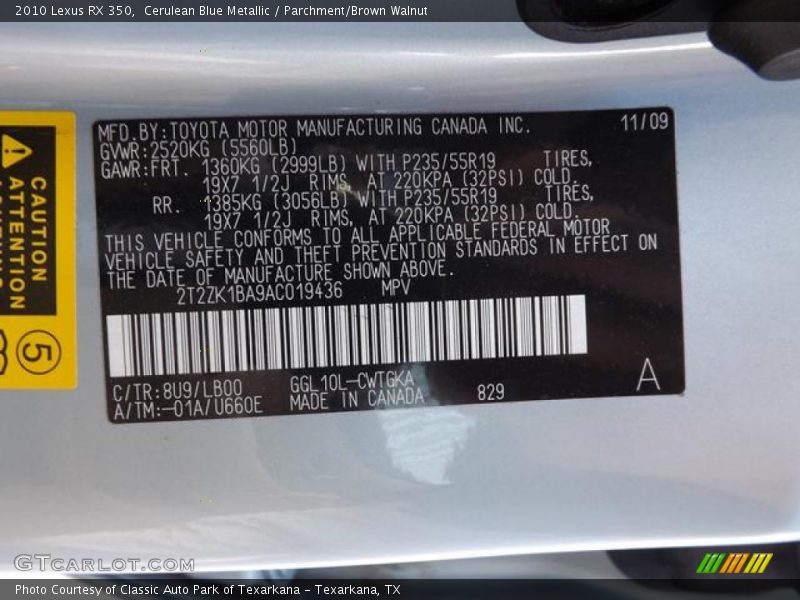 2010 Lexus RX 350,  Cerulean Blue Metallic / Parchment/Brown Walnut
MFD.BY:TOYOTA MOTOR MANUFACTURING CANADA INC.  11/09
GVWR:2520KG (5560LB)
GAWR:FRT. 1360KG (2999LB) WITH P235/55R19 TIRES,
19X7 1/2J RIMS, AT 220KPA (32PSI) COLD.
RR. 1385KG (3056LB) WITH P235/55R19 TIRES,
19X7 1/2J RIMS, AT 220KPA (32PSI) COLD.
THIS VEHICLE CONFORMS TO ALL APPLICABLE FEDERAL MOTOR
VEHICLE SAFETY AND THEFT PREVENTION STANDARDS IN EFFECT ON
THE DATE OF MANUFACTURE SHOWN ABOVE.
2T2ZK1BA9AC019436 MPV
C/TR:8U9/LB00 GGL10L-CWTGKA
A/TM:-01A/U660E MADE IN CANADA 829 A
CAUTION
ATTENTION
5
GTCARLOT.COM
Photo Courtesy of Classic Auto Park of Texarkana - Texarkana, TX